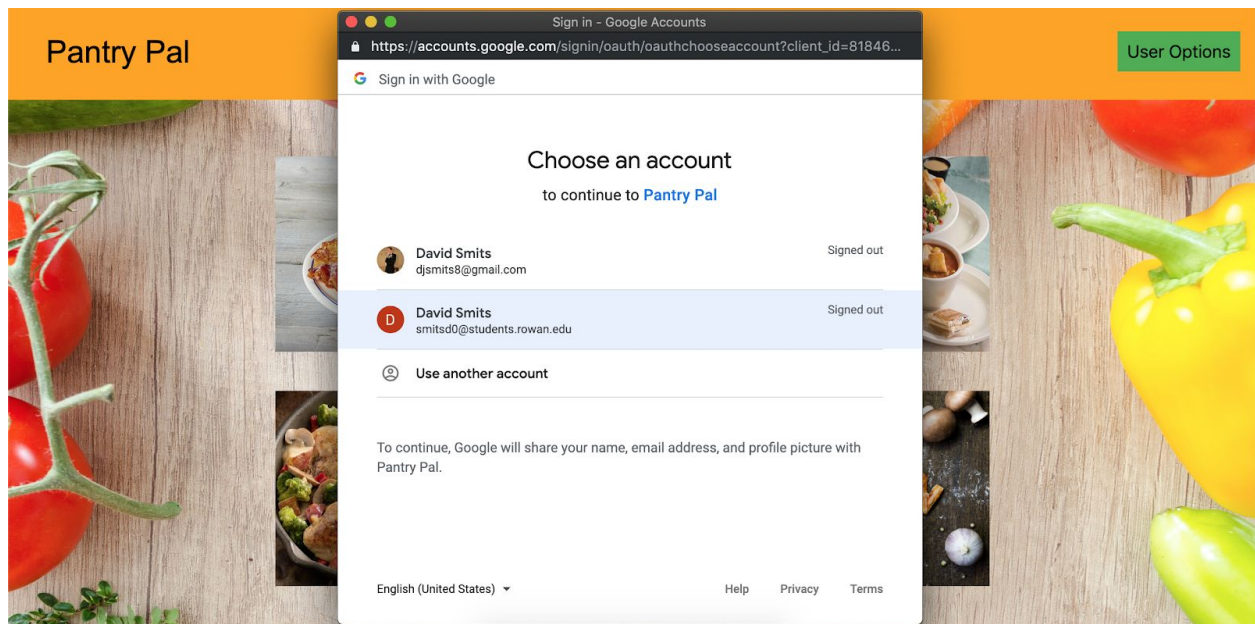 Pantry Pal
User Options
Sign in - Google Accounts
https://accounts.google.com/signin/oauth/oauthchooseaccount?client_id=81846...
Sign in with Google
Choose an account
to continue to Pantry Pal
David Smits
djsmits8@gmail.com
Signed out
D
David Smits
smitsd0@students.rowan.edu
Signed out
Use another account
To continue, Google will share your name, email address, and profile picture with
Pantry Pal.
English (United States)
Help
Privacy
Terms